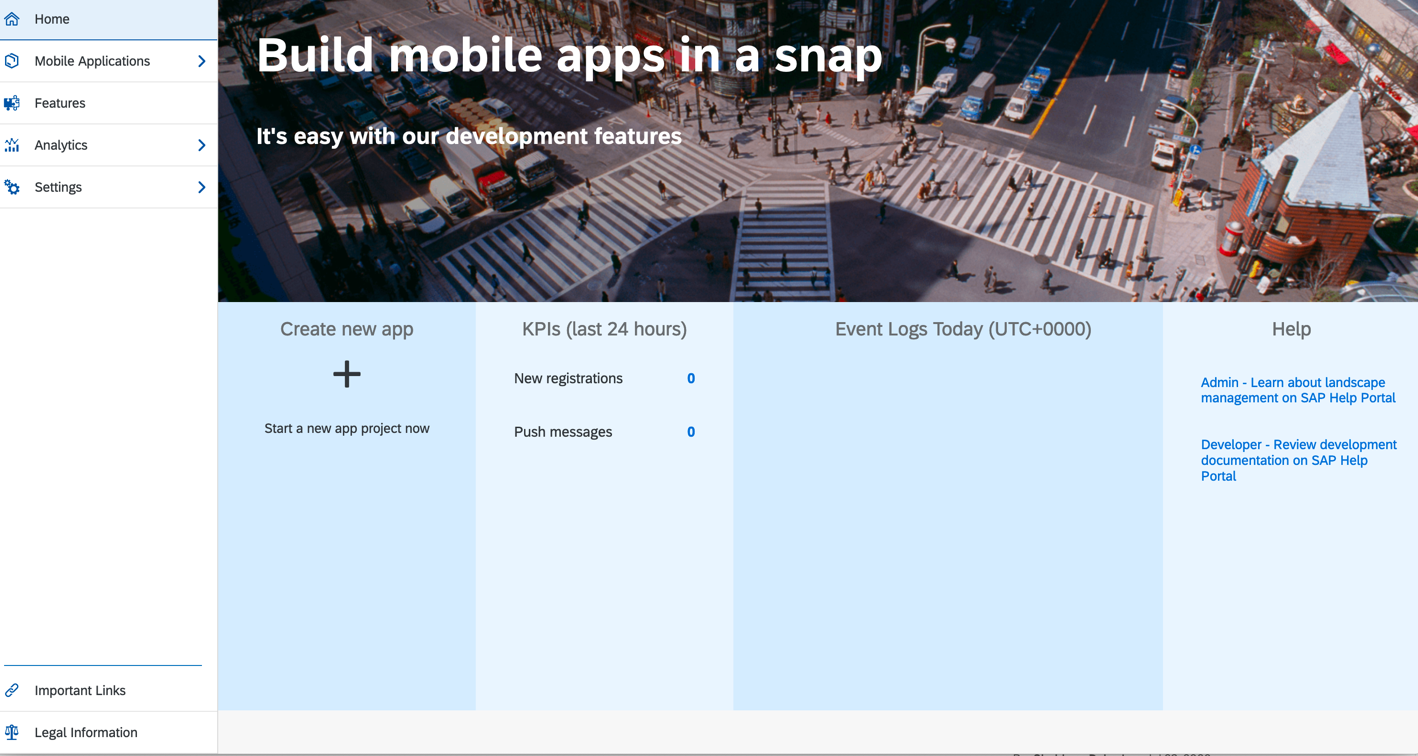 Home
Mobile Applications
Features
Analytics
Settings
Important Links
Legal Information
Build mobile apps in a snap
It's easy with our development features
Create new app
Start a new app project now
KPIs (last 24 hours)
New registrations 0
Push messages 0
Event Logs Today (UTC+0000)
Help
Admin - Learn about landscape
management on SAP Help Portal
Developer - Review development
documentation on SAP Help
Portal